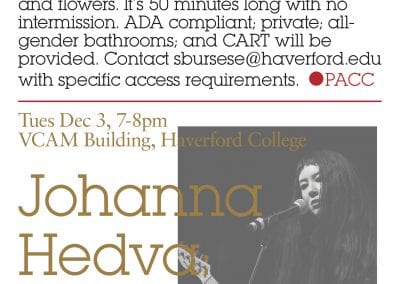 and flowers. It's 50 minutes long with no
intermission. ADA compliant; private; all-
gender bathrooms; and CART will be
provided. Contact sbursese@haverford.edu
with specific access requirements. ●PACC
Tues Dec 3, 7-8pm
VCAM Building, Haverford College
Johanna
Hedva: